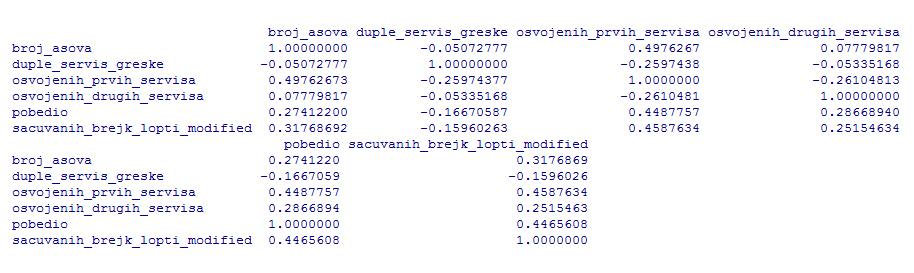 broj_asova duple_servis_greske osvojenih_prvih_servisa osvojenih_drugih_servisa
broj_asova 1.00000000 -0.05072777 0.4976267 0.07779817
duple_servis_greske -0.05072777 1.00000000 -0.2597438 -0.05335168
osvojenih_prvih_servisa 0.49762673 -0.25974377 1.0000000 -0.26104813
osvojenih_drugih_servisa 0.07779817 -0.05335168 -0.2610481 1.00000000
pobedio 0.27412200 -0.16670587 0.4487757 0.28668940
sacuvanih_brejk_lopti_modified 0.31768692 -0.15960263 0.4587634 0.25154634
pobedio sacuvanih_brejk_lopti_modified
broj_asova 0.2741220 0.3176869
duple_servis_greske -0.1667059 -0.1596026
osvojenih_prvih_servisa 0.4487757 0.4587634
osvojenih_drugih_servisa 0.2866894 0.2515463
pobedio 1.0000000 0.4465608
sacuvanih_brejk_lopti_modified 0.4465608 1.0000000